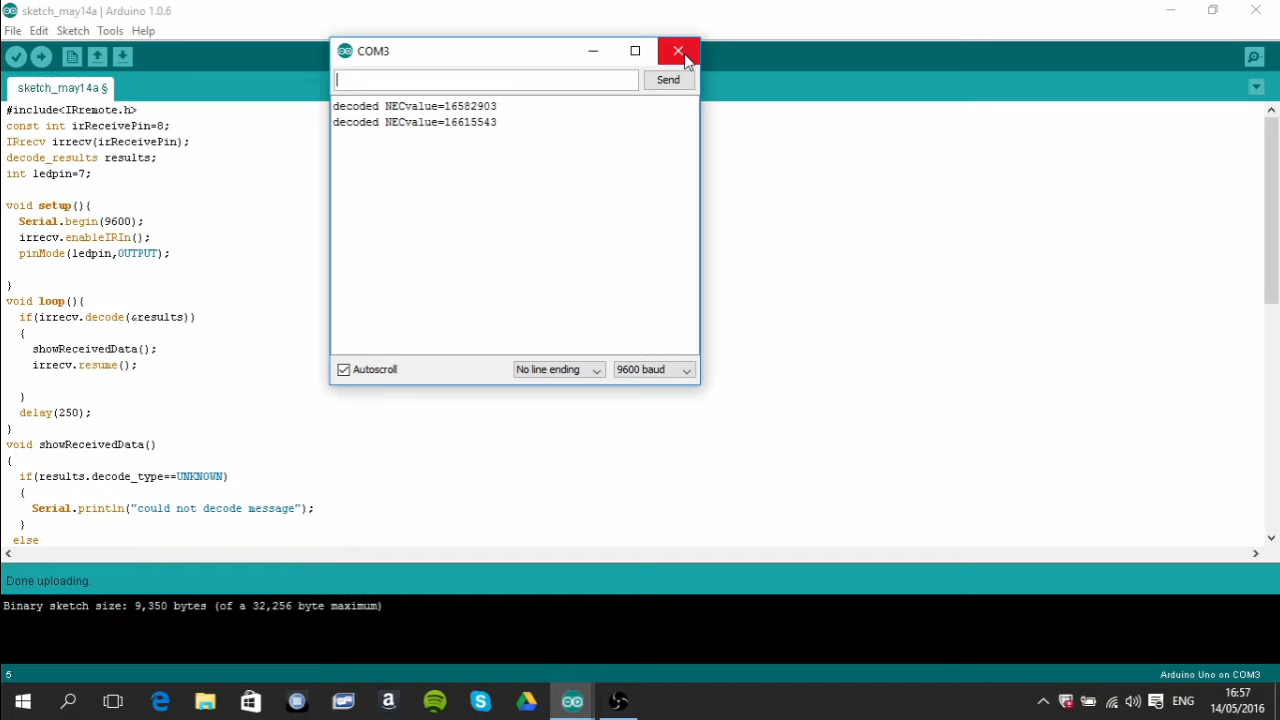 sketch_may14a | Arduino 1.0.6
File Edit Sketch Tools Help
sketch_may14a §
#include<IRremote.h>
const int irReceivePin=8;
IRrecv irrecv(irReceivePin);
decode_results results;
int ledpin=7;
void setup(){
Serial.begin(9600);
irrecv.enableIRIn();
pinMode(ledpin,OUTPUT);
}
void loop(){
if(irrecv.decode(&results))
{
showReceivedData();
irrecv.resume();
}
delay(250);
}
void showReceivedData()
{
if(results.decode_type==UNKNOWN)
{
Serial.println("could not decode message");
}
else
COM3
Send
decoded NECvalue=16582903
decoded NECvalue=16615543
Autoscroll
No line ending
9600 baud
Done uploading.
Binary sketch size: 9,350 bytes (of a 32,256 byte maximum)
5
Arduino Uno on COM3
ENG
16:57
14/05/2016